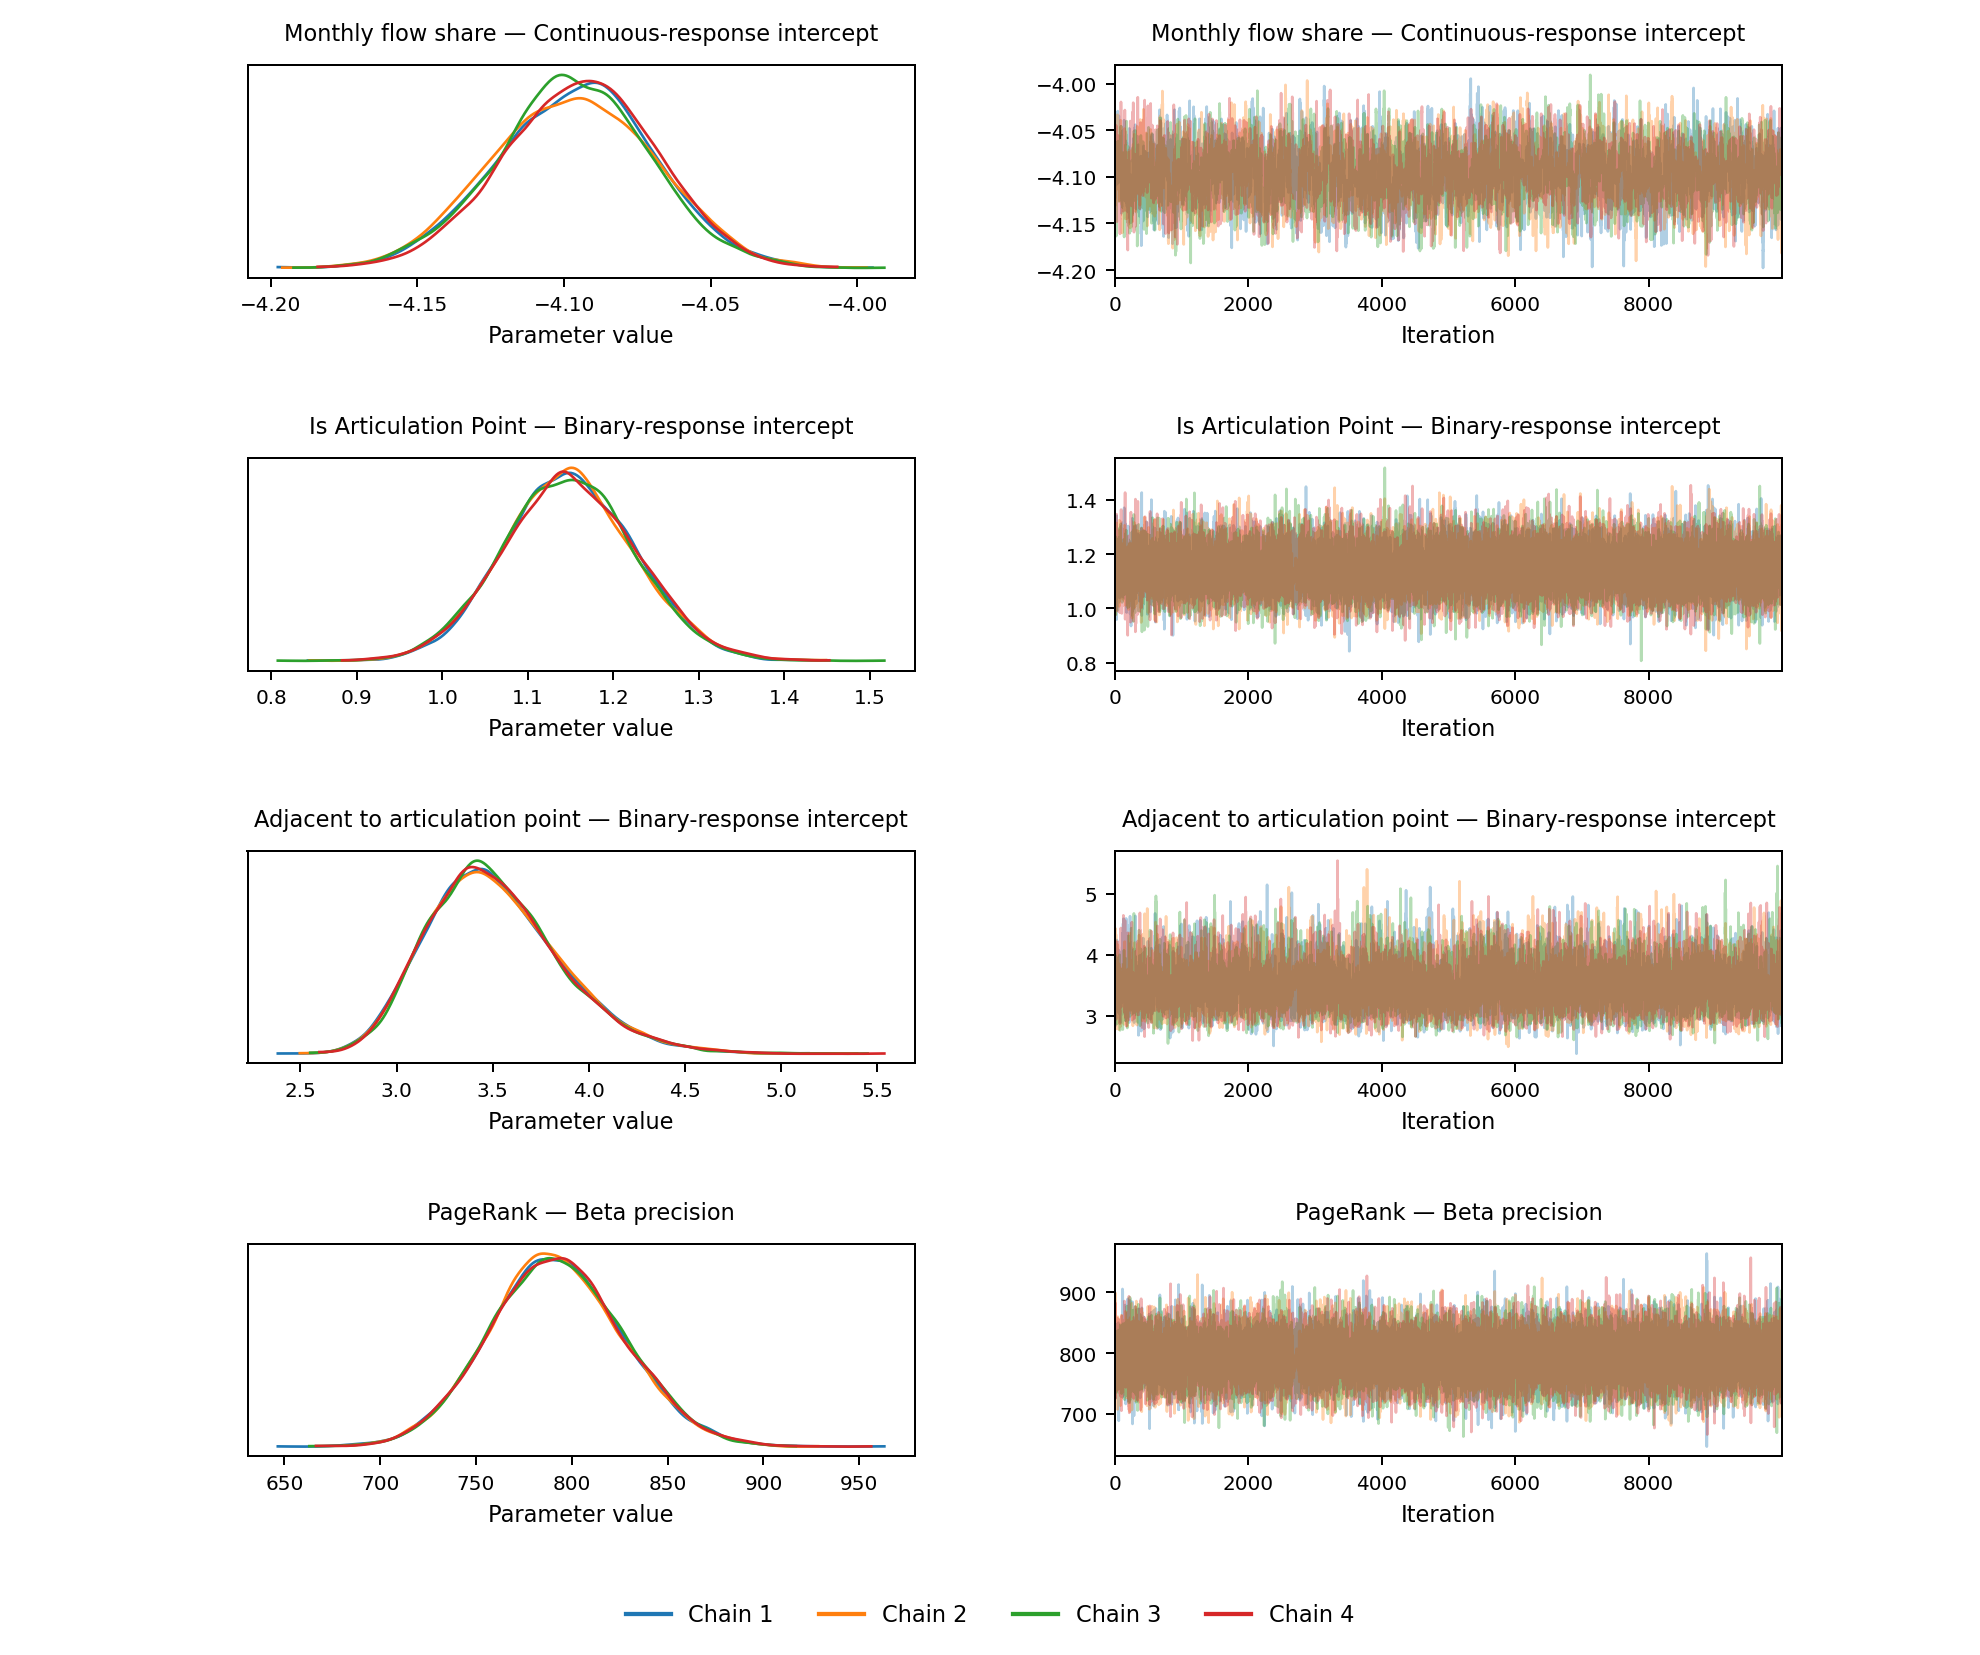 Monthly flow share — Continuous-response intercept
−4.20 −4.15 −4.10 −4.05 −4.00
Parameter value
Monthly flow share — Continuous-response intercept
−4.00
−4.05
−4.10
−4.15
−4.20
0 2000 4000 6000 8000
Iteration
Is Articulation Point — Binary-response intercept
0.8 0.9 1.0 1.1 1.2 1.3 1.4 1.5
Parameter value
Is Articulation Point — Binary-response intercept
1.4
1.2
1.0
0.8
0 2000 4000 6000 8000
Iteration
Adjacent to articulation point — Binary-response intercept
2.5 3.0 3.5 4.0 4.5 5.0 5.5
Parameter value
Adjacent to articulation point — Binary-response intercept
5
4
3
0 2000 4000 6000 8000
Iteration
PageRank — Beta precision
650 700 750 800 850 900 950
Parameter value
PageRank — Beta precision
900
800
700
0 2000 4000 6000 8000
Iteration
Chain 1 Chain 2 Chain 3 Chain 4